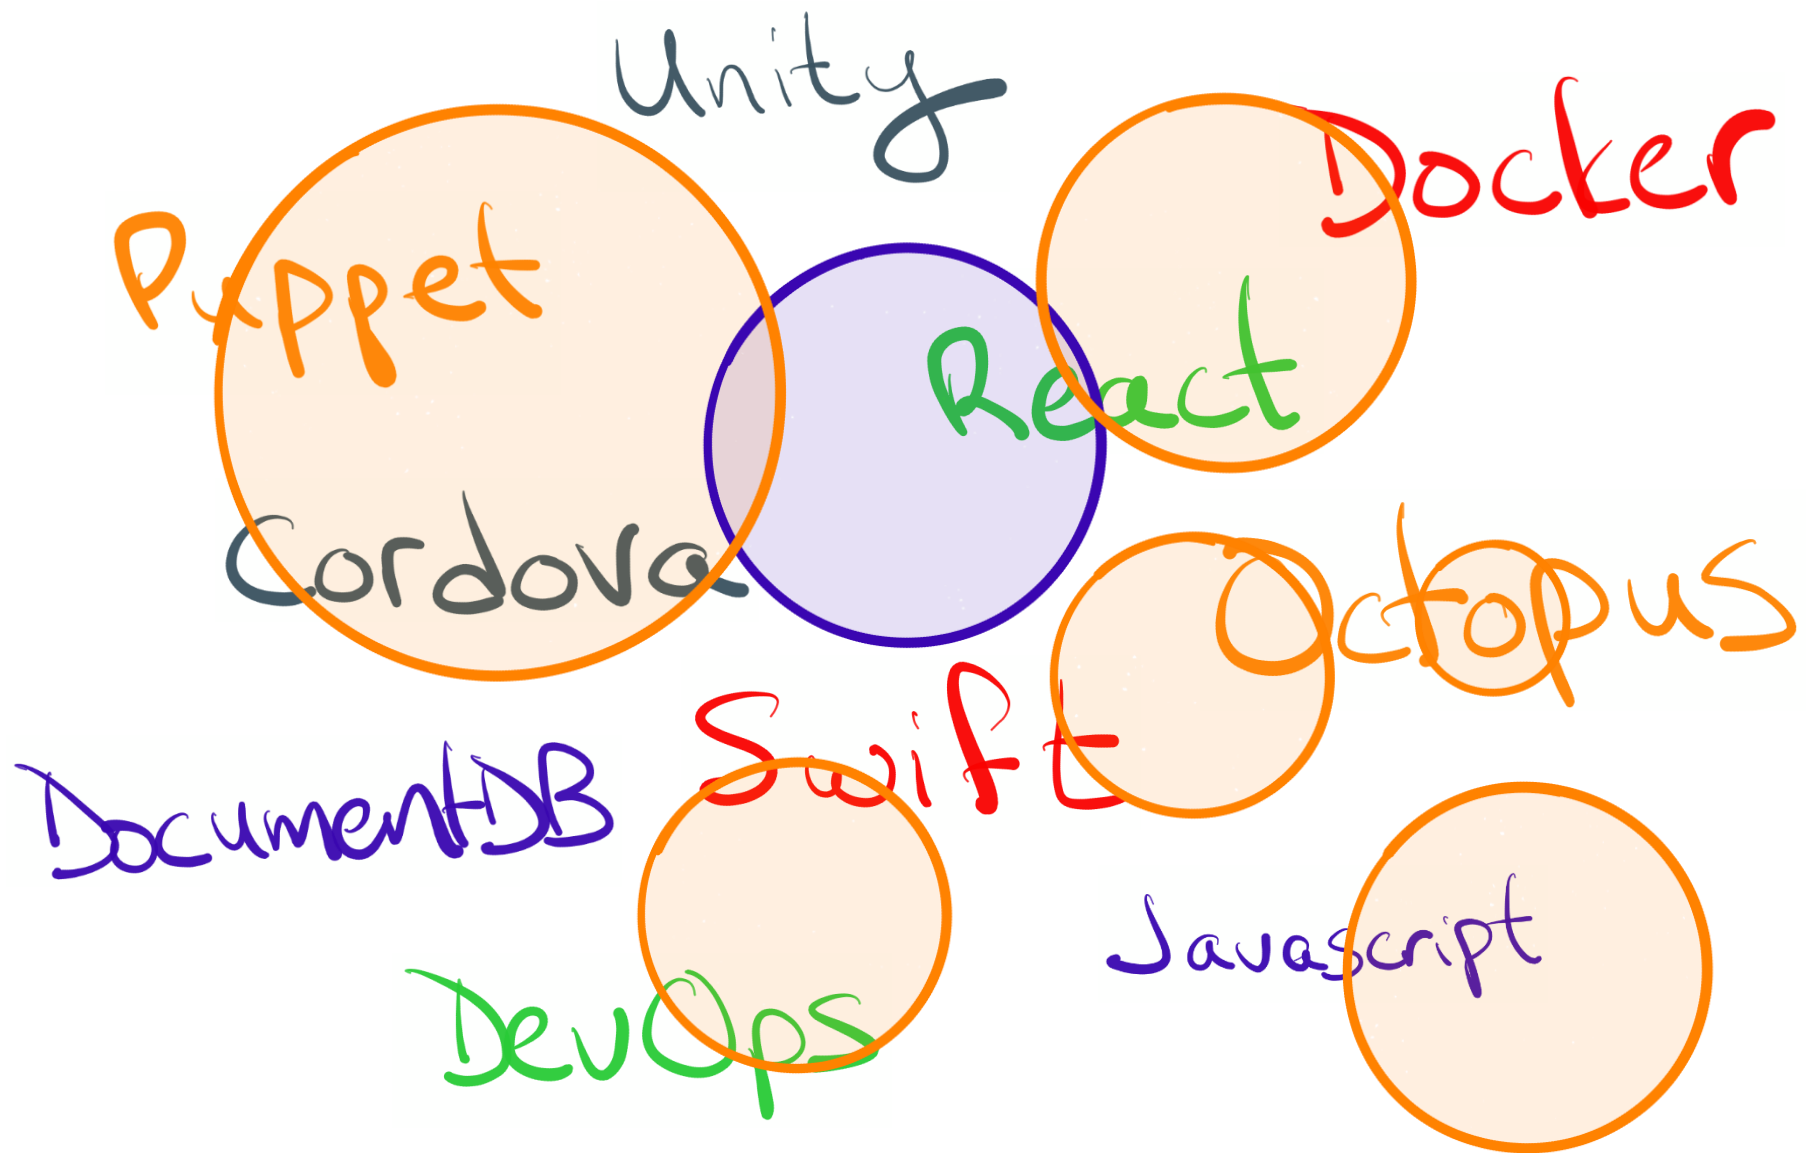 Unity
Docker
Puppet
React
Cordova
Octopus
Swift
DocumentDB
Javascript
DevOps